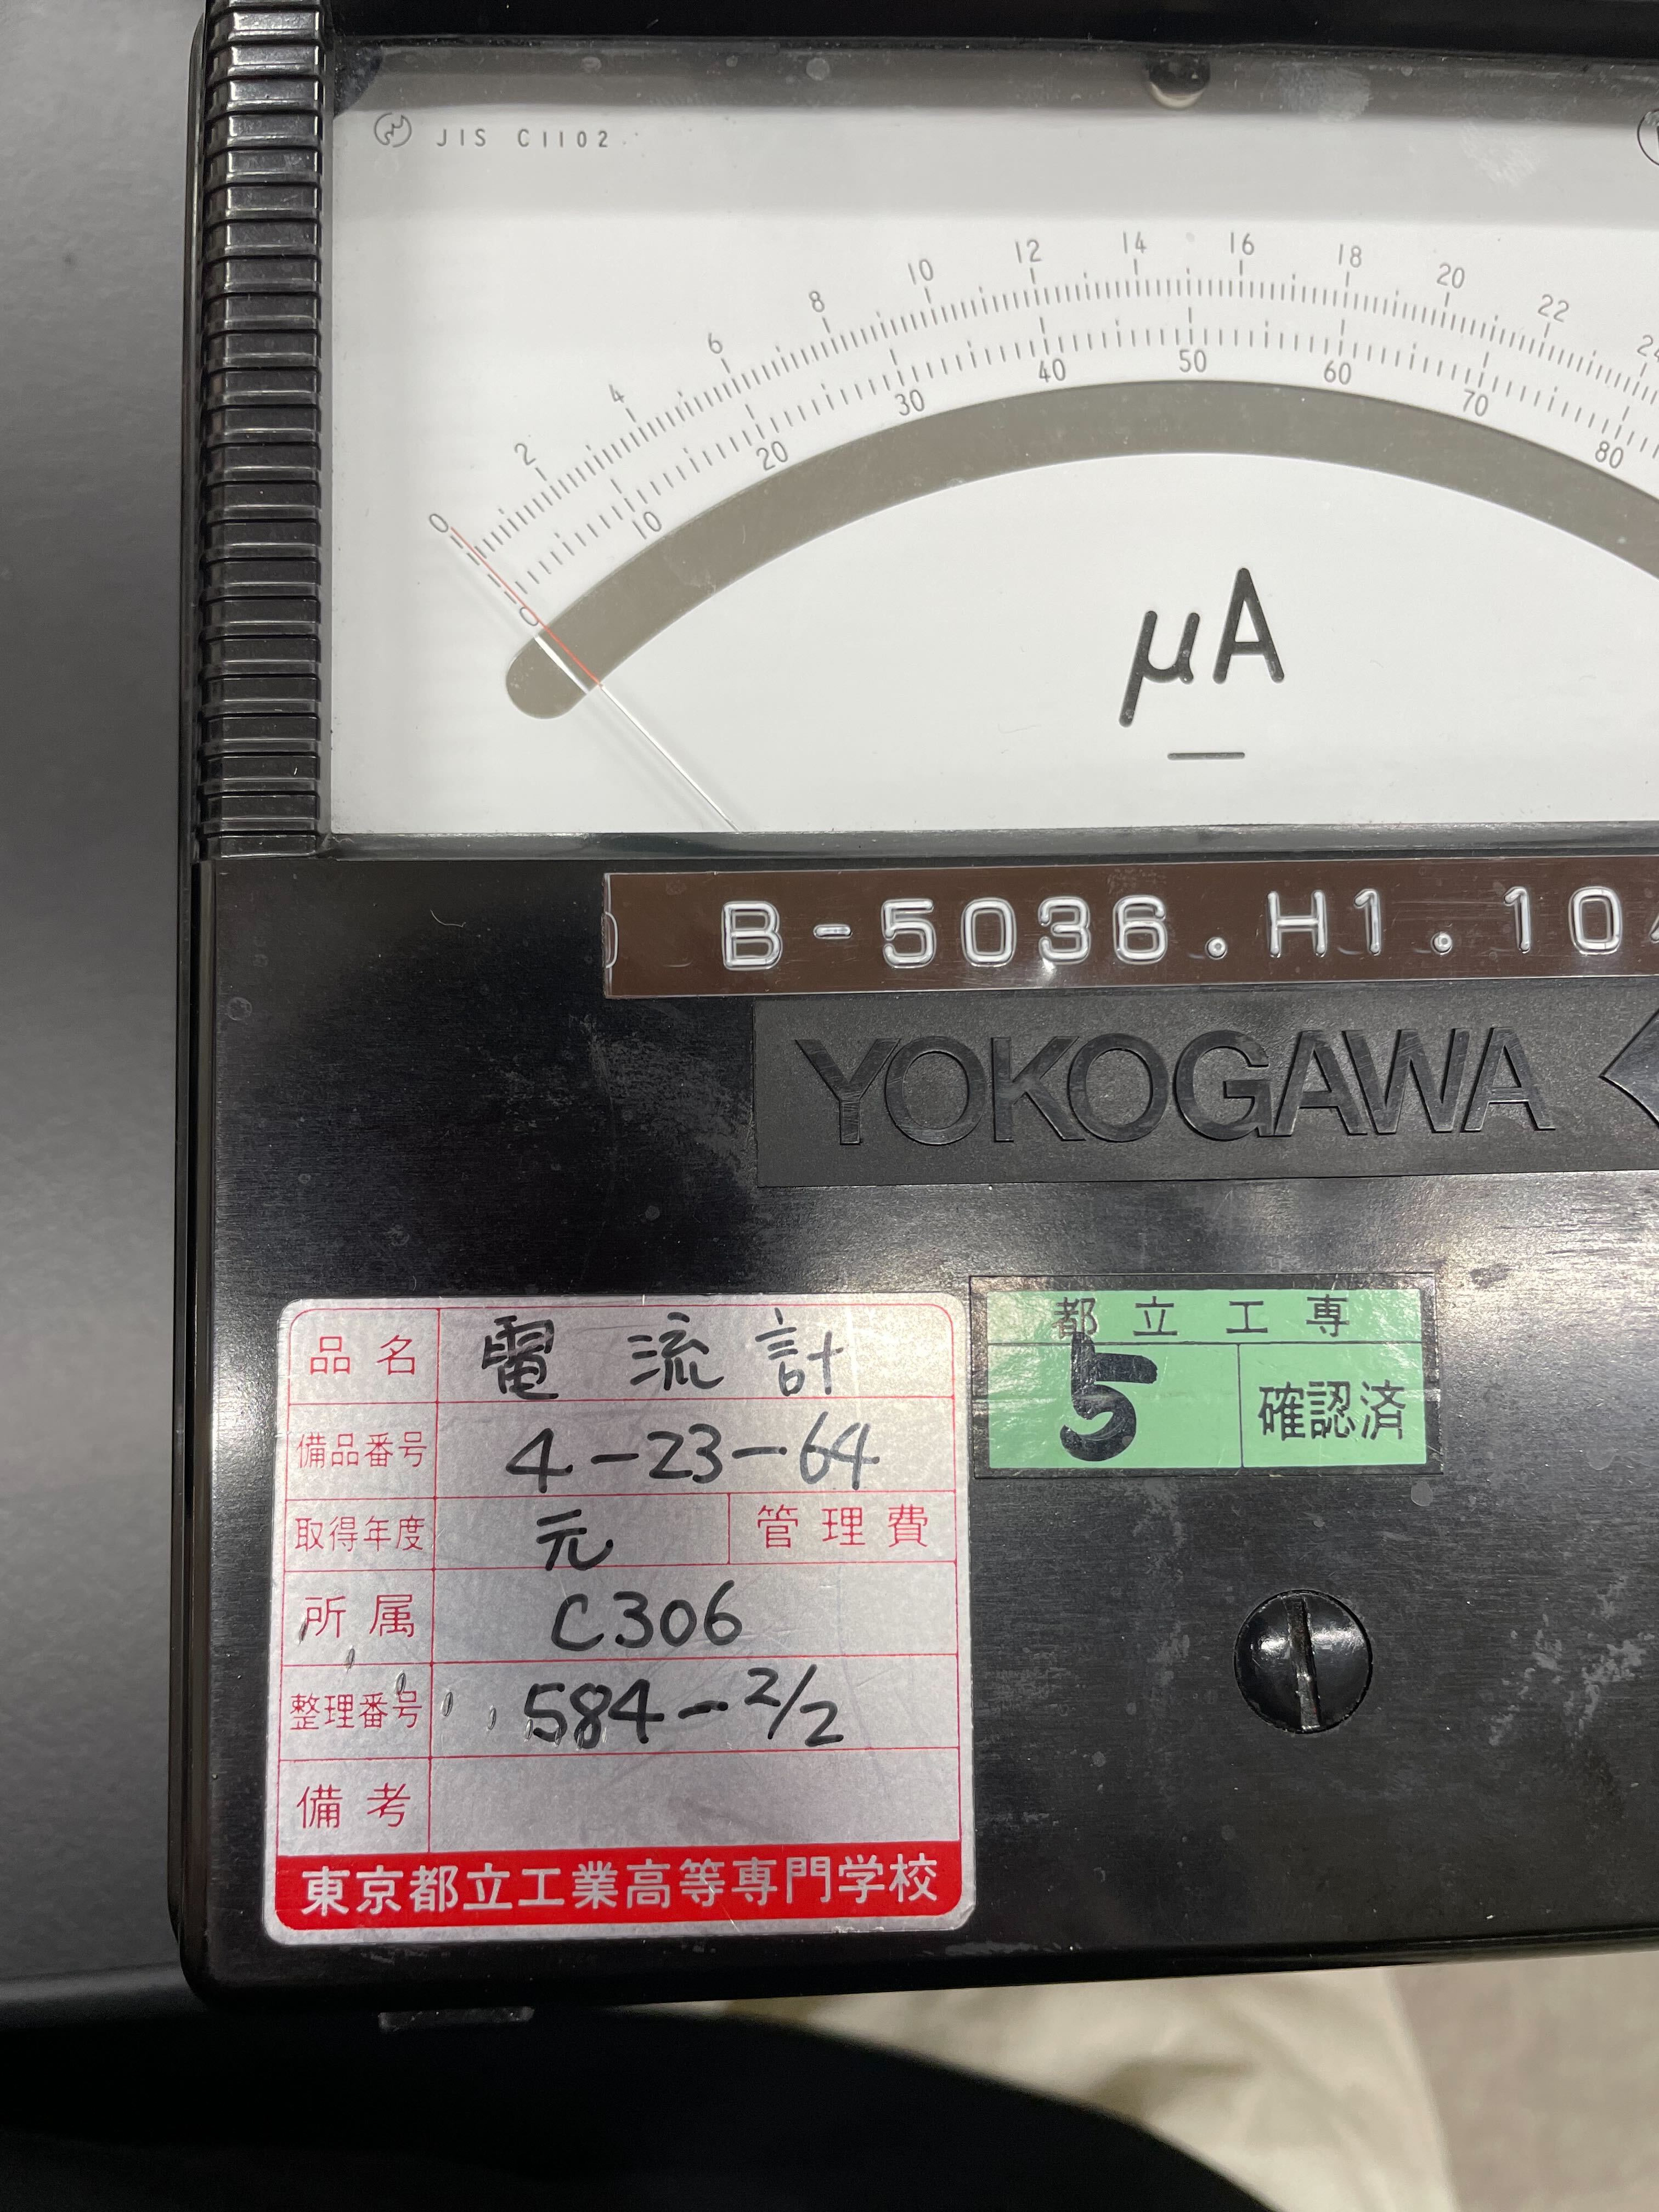 JIS C1102
0 2 4 6 8 10 12 14 16 18 20 22
0 10 20 30 40 50 60 70 80
μA
B-5036.H1.10
YOKOGAWA
都立工専
5 確認済
品名 電流計
備品番号 4-23-64
取得年度 元 管理費
所属 C306
整理番号 584-2/2
備考
東京都立工業高等専門学校